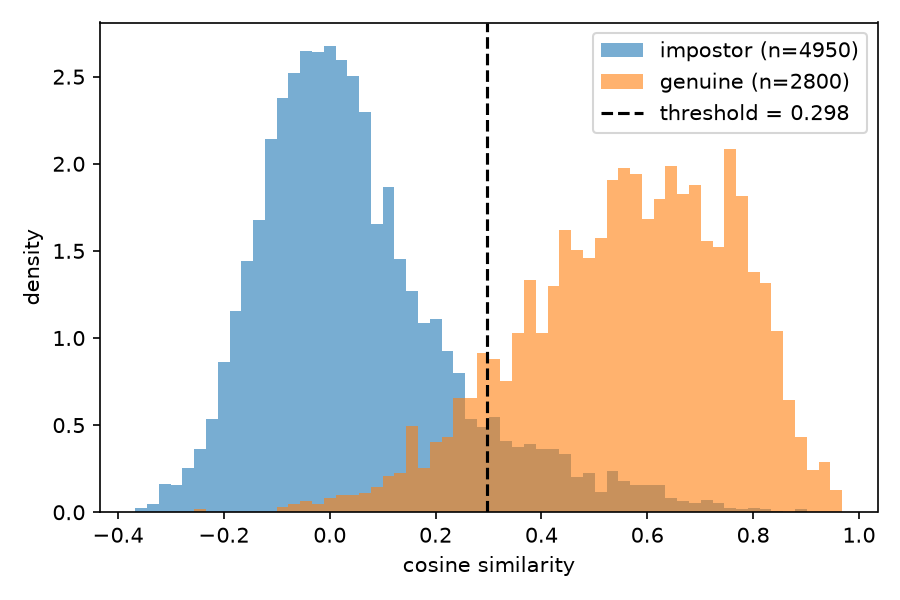 impostor (n=4950)
genuine (n=2800)
threshold = 0.298
density
2.5
2.0
1.5
1.0
0.5
0.0
−0.4 −0.2 0.0 0.2 0.4 0.6 0.8 1.0
cosine similarity